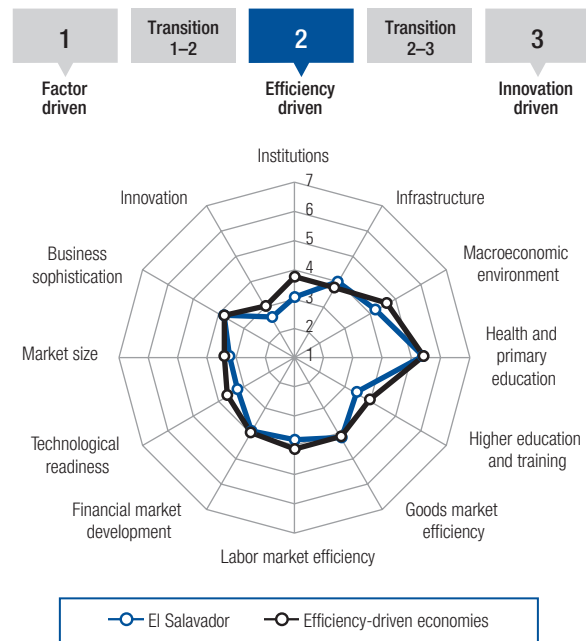 1
Transition
1–2
2
Transition
2–3
3
Factor
driven
Efficiency
driven
Innovation
driven
Institutions
Infrastructure
Macroeconomic
environment
Health and
primary
education
Higher education
and training
Goods market
efficiency
Labor market efficiency
Financial market
development
Technological
readiness
Market size
Business
sophistication
Innovation
7
6
5
4
3
2
1
El Salavador
Efficiency-driven economies